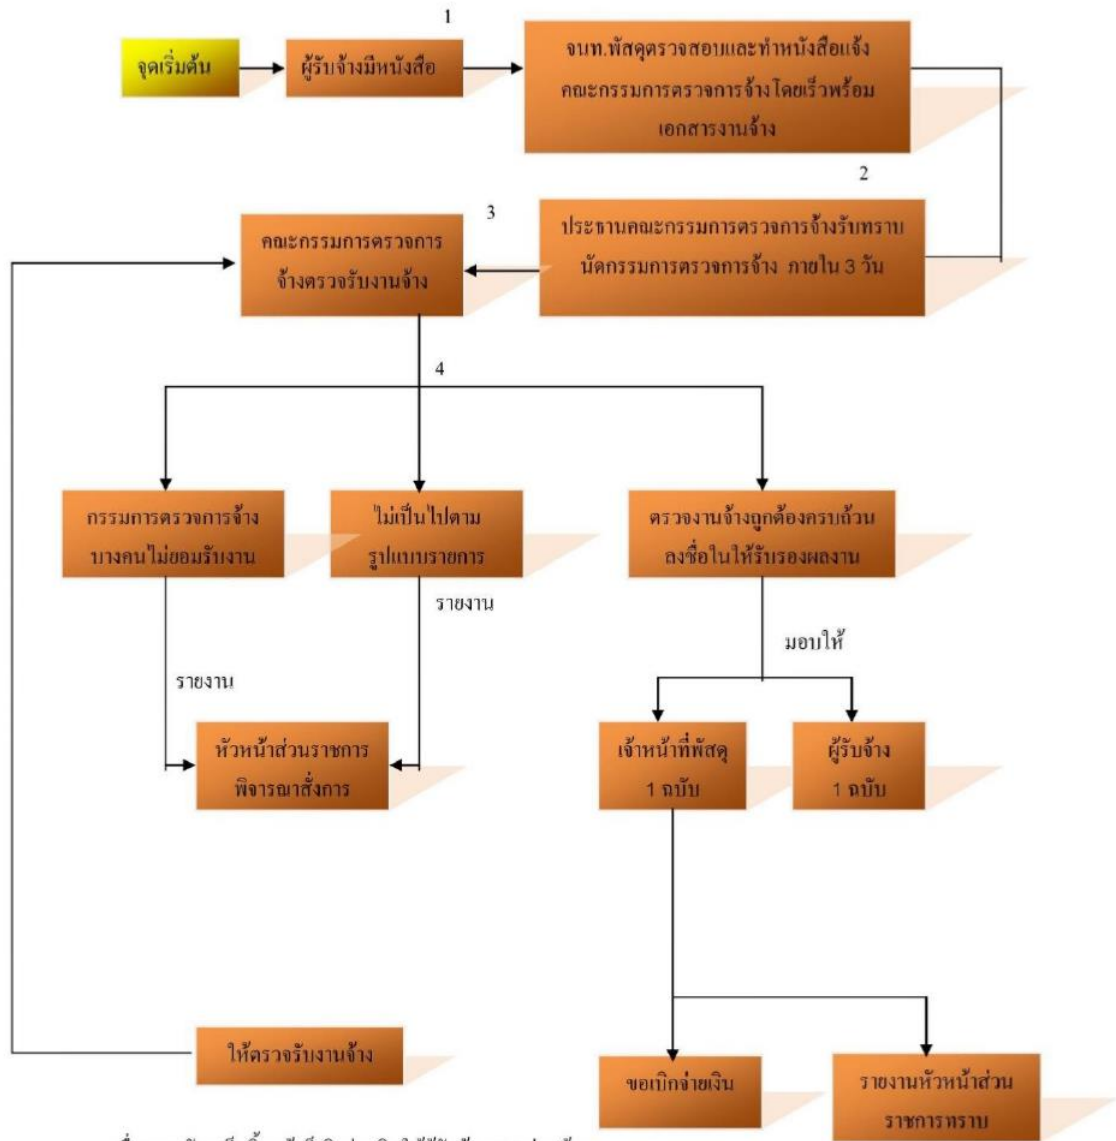 1
จุดเริ่มต้น
ผู้รับจ้างมีหนังสือ
จนท.พัสดุตรวจสอบและทำหนังสือแจ้ง
คณะกรรมการตรวจการจ้างโดยเร็วพร้อม
เอกสารงานจ้าง
2
ประธานคณะกรรมการตรวจการจ้างรับทราบ
นัดกรรมการตรวจการจ้าง ภายใน 3 วัน
3
คณะกรรมการตรวจการ
จ้างตรวจรับงานจ้าง
4
กรรมการตรวจการจ้าง
บางคนไม่ยอมรับงาน
ไม่เป็นไปตาม
รูปแบบรายการ
ตรวจงานจ้างถูกต้องครบถ้วน
ลงชื่อในให้รับรองผลงาน
รายงาน
มอบให้
รายงาน
หัวหน้าส่วนราชการ
พิจารณาสั่งการ
เจ้าหน้าที่พัสดุ
1 ฉบับ
ผู้รับจ้าง
1 ฉบับ
ให้ตรวจรับงานจ้าง
ขอเบิกจ่ายเงิน
รายงานหัวหน้าส่วน
ราชการทราบ